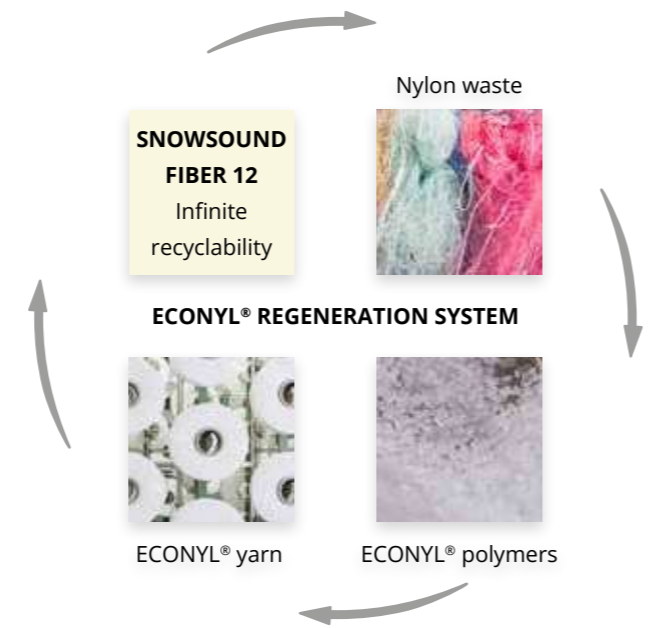 Nylon waste
SNOWSOUND
FIBER 12
Infinite
recyclability
ECONYL® REGENERATION SYSTEM
ECONYL® yarn
ECONYL® polymers